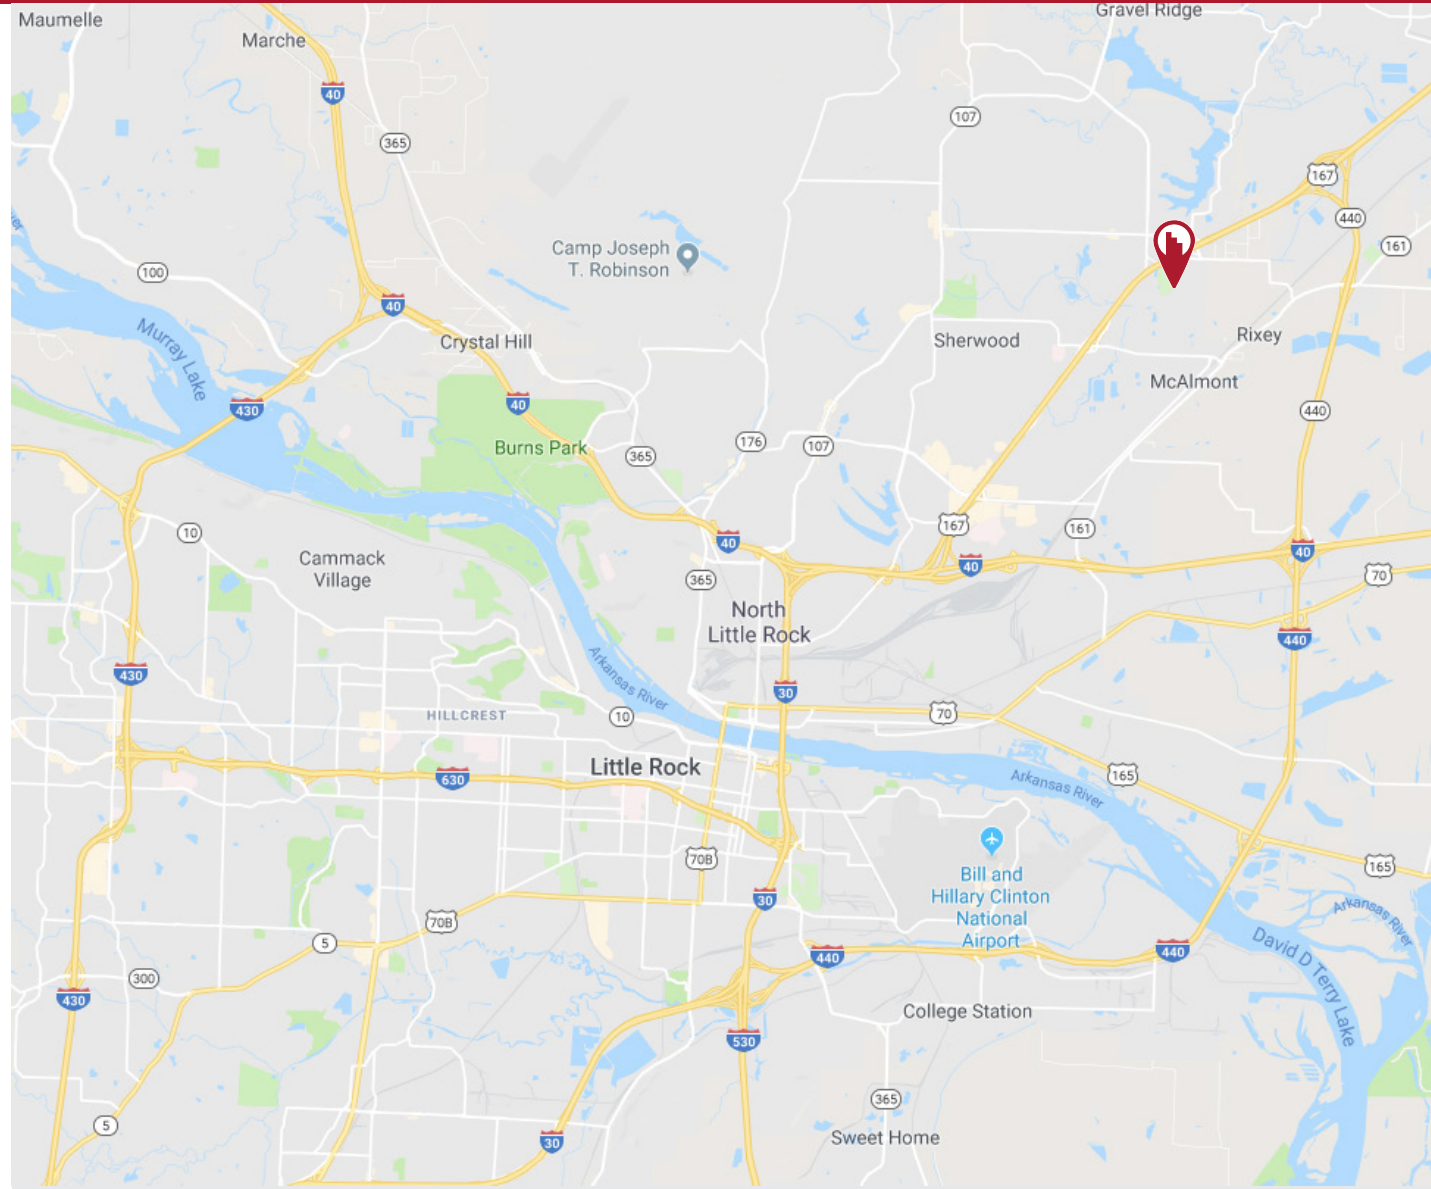 Maumelle
Gravel Ridge
Marche
40
107
365
167
440
161
Camp Joseph
T. Robinson
100
40
Murray Lake
Crystal Hill
Sherwood
Rixey
McAlmont
430
40
440
Burns Park
365
176
107
10
167
161
40
40
40
Cammack
Village
365
70
North
Little Rock
440
430
Arkansas River
30
HILLCREST
10
70
Little Rock
630
165
Arkansas River
70B
Bill and
Hillary Clinton
National
Airport
165
30
Arkansas River
70B
5
440
440
David D Terry Lake
300
430
College Station
530
365
5
30
Sweet Home